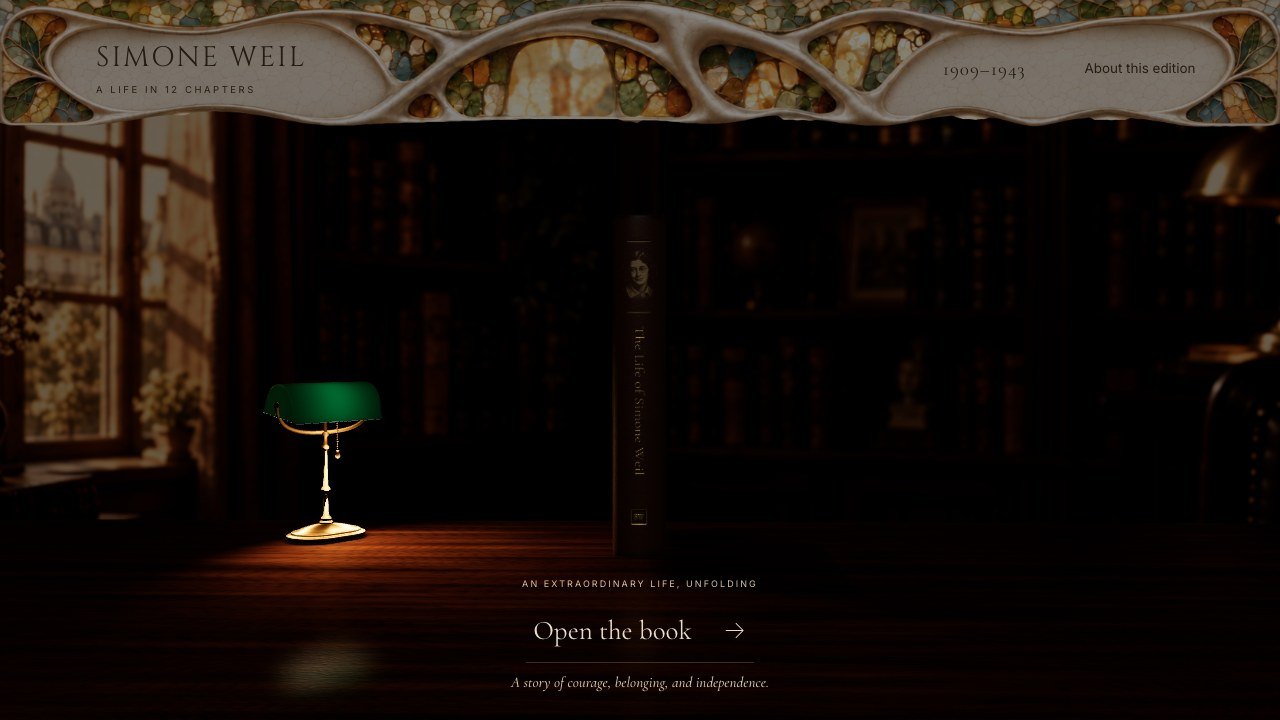 SIMONE WEIL
A LIFE IN 12 CHAPTERS
1909–1943
About this edition
The Life of Simone Weil
AN EXTRAORDINARY LIFE, UNFOLDING
Open the book →
A story of courage, belonging, and independence.